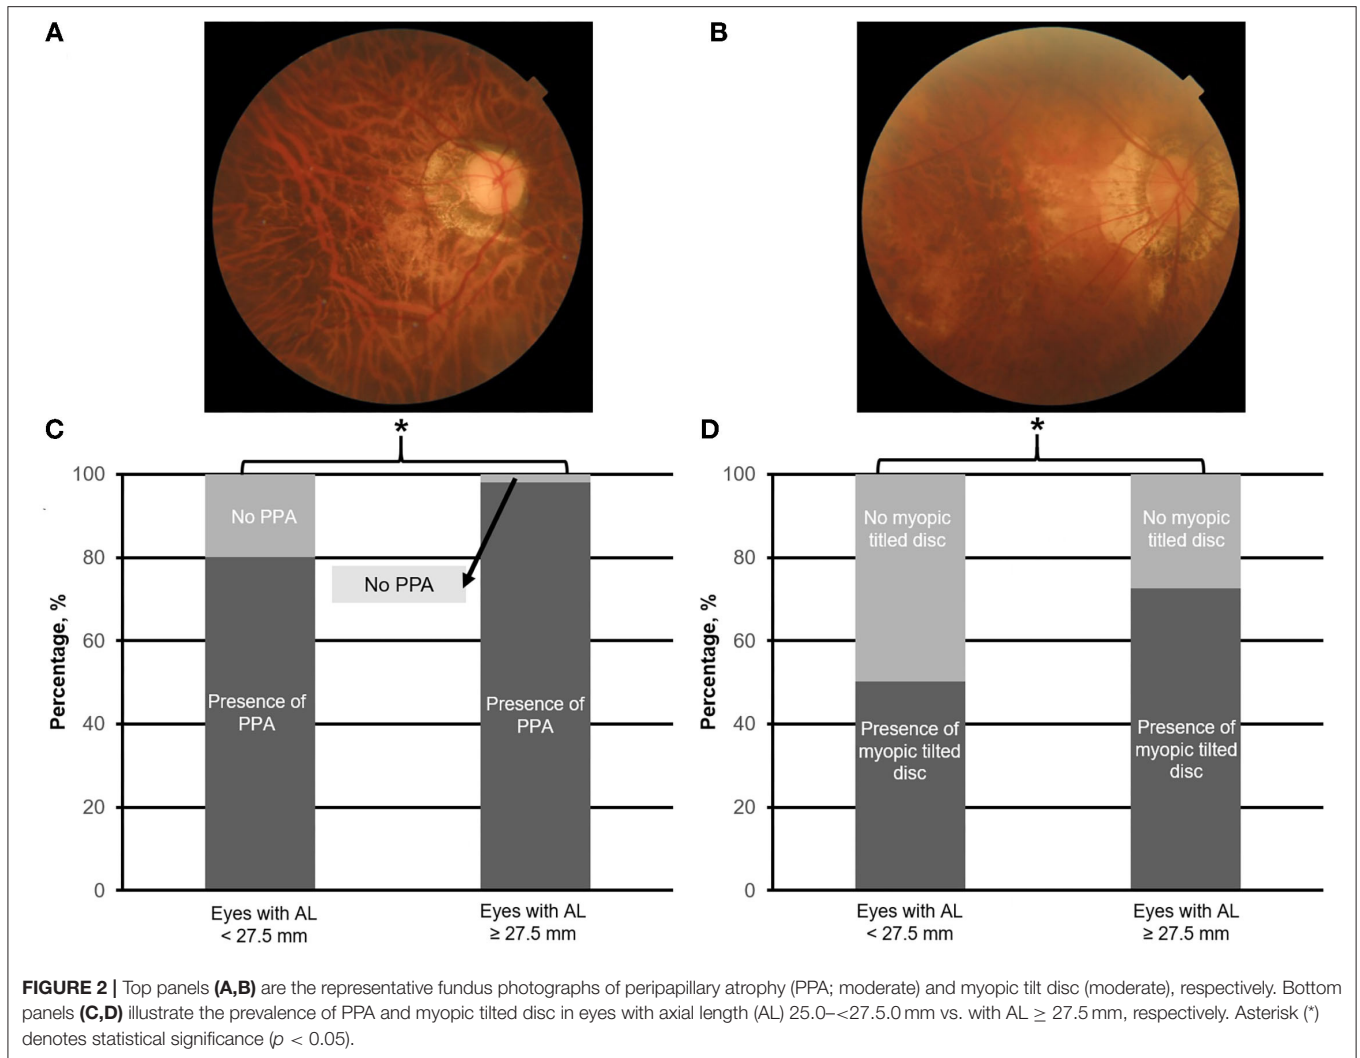 A
B
C
*
100
80
60
40
20
0
Percentage, %
No PPA
No PPA
Presence of
PPA
Presence of
PPA
Eyes with AL
< 27.5 mm
Eyes with AL
≥ 27.5 mm
D
*
100
80
60
40
20
0
Percentage, %
No myopic
titled disc
No myopic
titled disc
Presence of
myopic tilted
disc
Presence of
myopic tilted
disc
Eyes with AL
< 27.5 mm
Eyes with AL
≥ 27.5 mm
FIGURE 2 | Top panels (A,B) are the representative fundus photographs of peripapillary atrophy (PPA; moderate) and myopic tilt disc (moderate), respectively. Bottom
panels (C,D) illustrate the prevalence of PPA and myopic tilted disc in eyes with axial length (AL) 25.0–<27.5.0 mm vs. with AL ≥ 27.5 mm, respectively. Asterisk (*)
denotes statistical significance (p < 0.05).